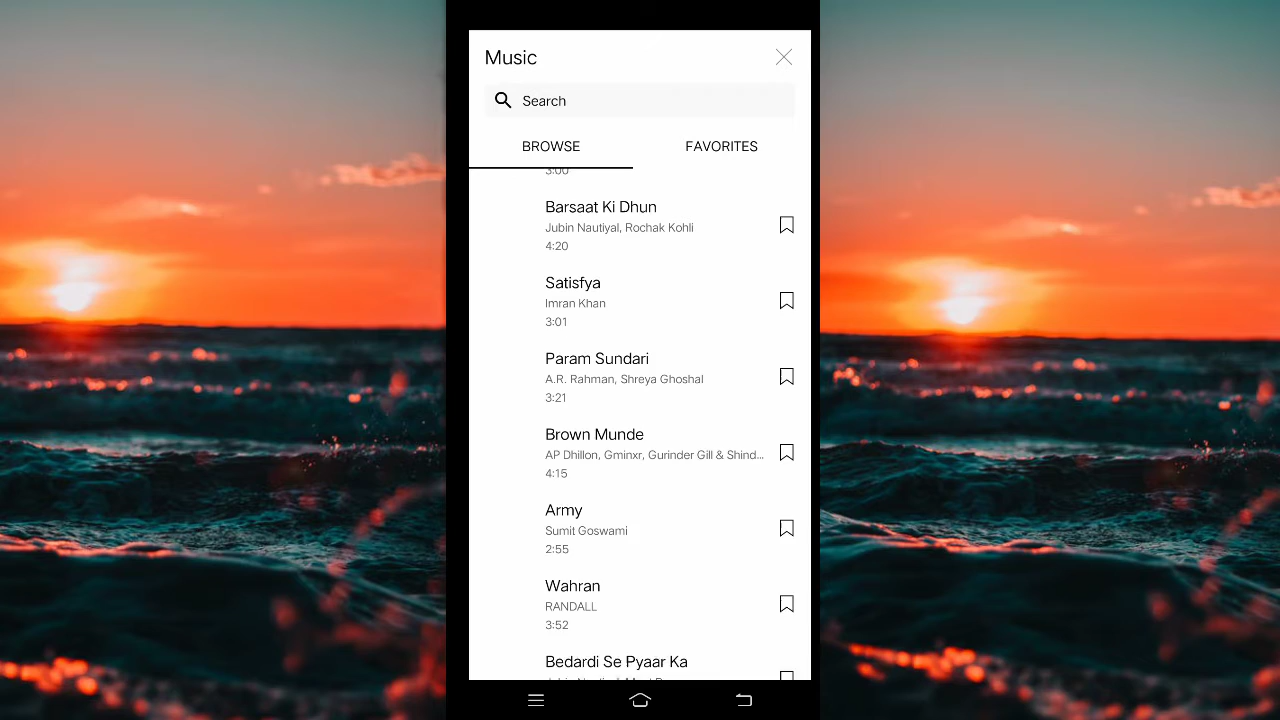 Music
Search
BROWSE
FAVORITES
3:00
Barsaat Ki Dhun
Jubin Nautiyal, Rochak Kohli
4:20
Satisfya
Imran Khan
3:01
Param Sundari
A.R. Rahman, Shreya Ghoshal
3:21
Brown Munde
AP Dhillon, Gminxr, Gurinder Gill & Shind...
4:15
Army
Sumit Goswami
2:55
Wahran
RANDALL
3:52
Bedardi Se Pyaar Ka